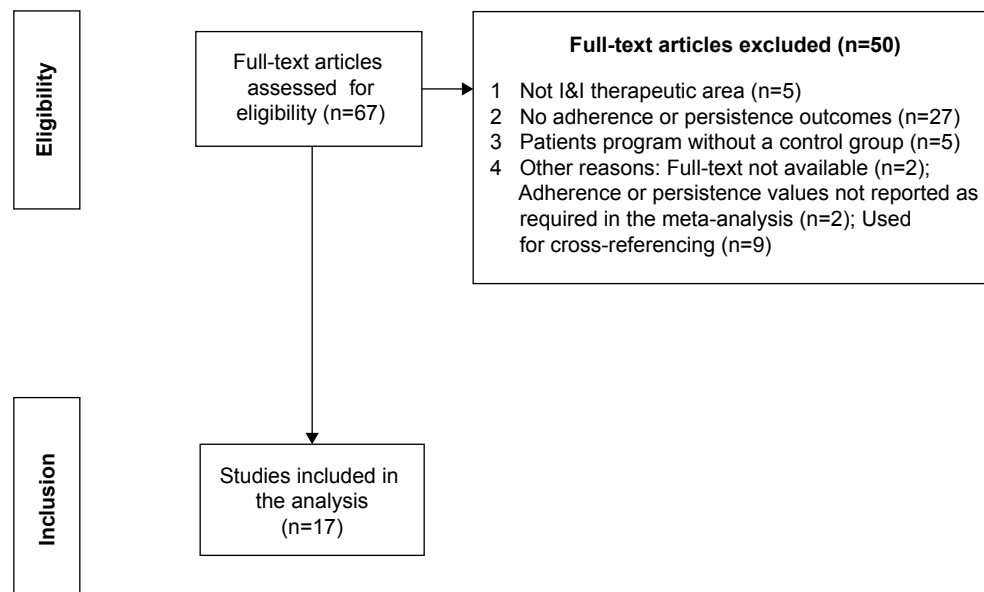 Eligibility
Full-text articles
assessed for
eligibility (n=67)
Full-text articles excluded (n=50)
1 Not I&I therapeutic area (n=5)
2 No adherence or persistence outcomes (n=27)
3 Patients program without a control group (n=5)
4 Other reasons: Full-text not available (n=2);
Adherence or persistence values not reported as
required in the meta-analysis (n=2); Used
for cross-referencing (n=9)
Inclusion
Studies included in
the analysis
(n=17)